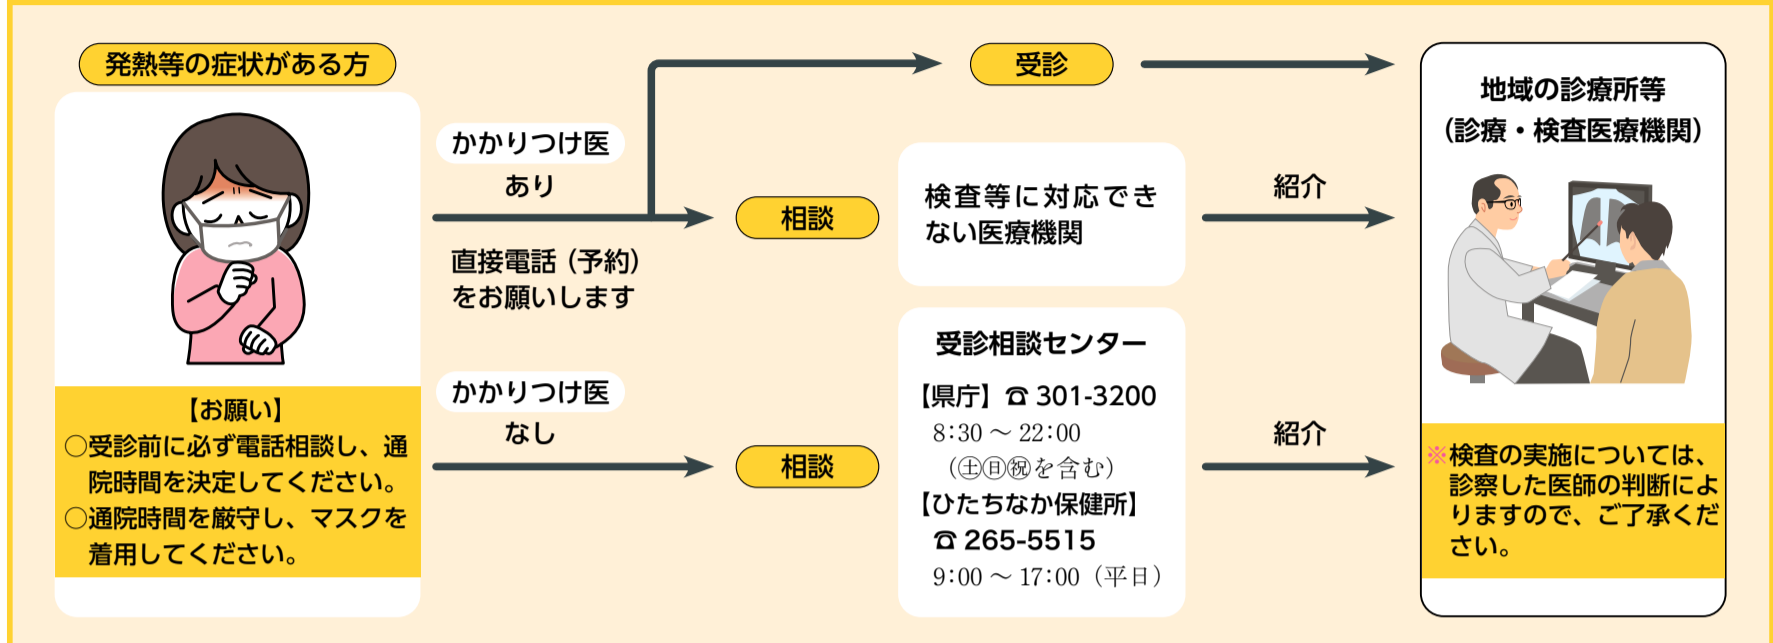 発熱等の症状がある方
【お願い】
○受診前に必ず電話相談し、通
院時間を決定してください。
○通院時間を厳守し、マスクを
着用してください。
かかりつけ医
あり
直接電話（予約）
をお願いします
かかりつけ医
なし
受診
相談
検査等に対応でき
ない医療機関
紹介
相談
受診相談センター
【県庁】☎ 301-3200
8:30 ～ 22:00
（㊏㊐㊗を含む）
【ひたちなか保健所】
☎ 265-5515
9:00 ～ 17:00（平日）
紹介
地域の診療所等
（診療・検査医療機関）
※検査の実施については、
診察した医師の判断によ
りますので、ご了承くだ
さい。